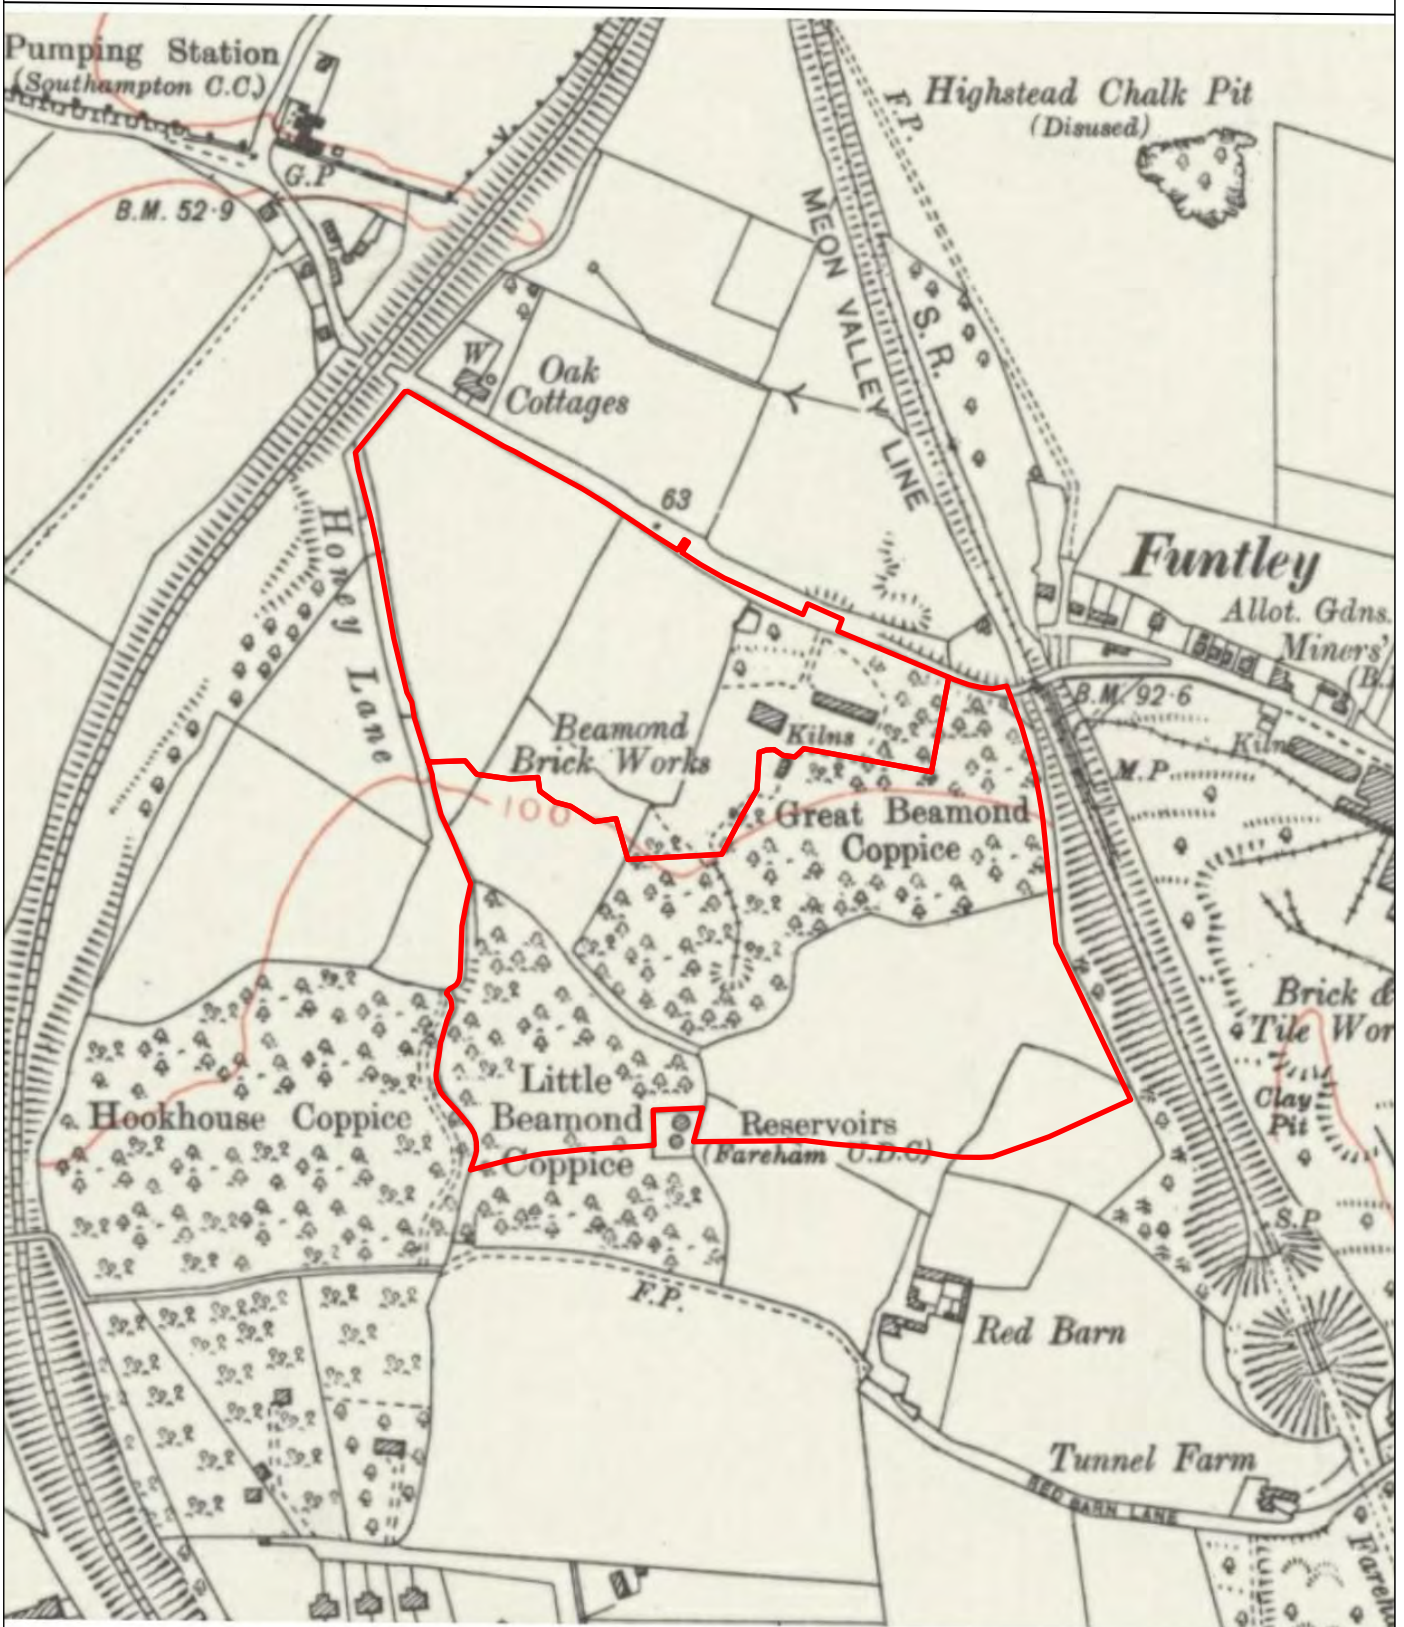 Pumping Station
(Southampton C.C.)
G.P
B.M. 52·9
F.P.
Highstead Chalk Pit
(Disused)
MEON VALLEY LINE
S. R.
W
Oak
Cottages
63
Honey Lane
Funtley
Allot. Gdns.
Miners'
(B.
B.M. 92·6
Beamond
Brick Works
Kilns
Kilns
M.P
100
Great Beamond
Coppice
Brick &
Tile Wor
Clay
Pit
Little
Beamond
Coppice
Hookhouse Coppice
Reservoirs
(Fareham U.D.C)
S.P
F.P.
Red Barn
Tunnel Farm
RED BARN LANE
Fareh